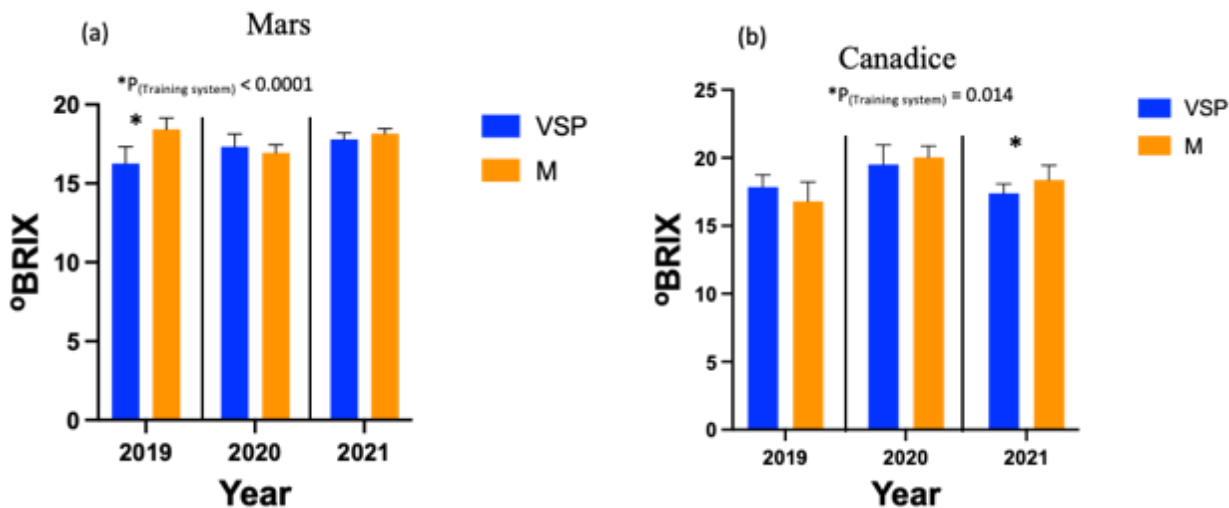 (a)
Mars
*P(Training system) < 0.0001
VSP
M
*
20
15
10
5
0
ºBRIX
2019
2020
2021
Year
(b)
Canadice
*P(Training system) = 0.014
VSP
M
*
25
20
15
10
5
0
ºBRIX
2019
2020
2021
Year